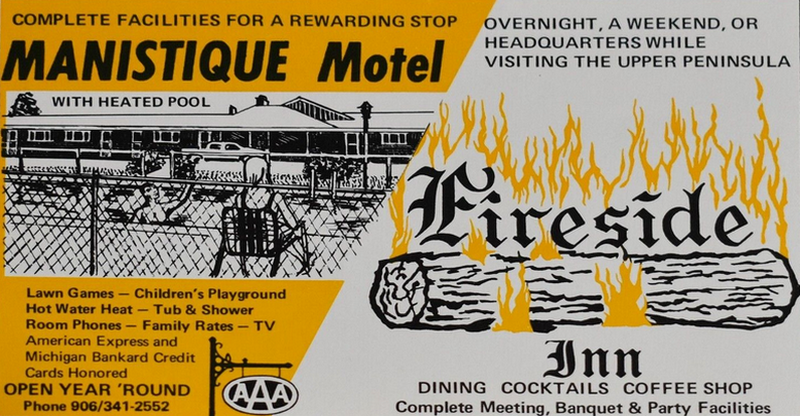 COMPLETE FACILITIES FOR A REWARDING STOP
MANISTIQUE Motel
WITH HEATED POOL
Lawn Games — Children's Playground
Hot Water Heat — Tub & Shower
Room Phones — Family Rates — TV
American Express and
Michigan Bankard Credit
Cards Honored
OPEN YEAR 'ROUND
Phone 906/341-2552
AAA
OVERNIGHT, A WEEKEND, OR
HEADQUARTERS WHILE
VISITING THE UPPER PENINSULA
Fireside
Inn
DINING COCKTAILS COFFEE SHOP
Complete Meeting, Banquet & Party Facilities